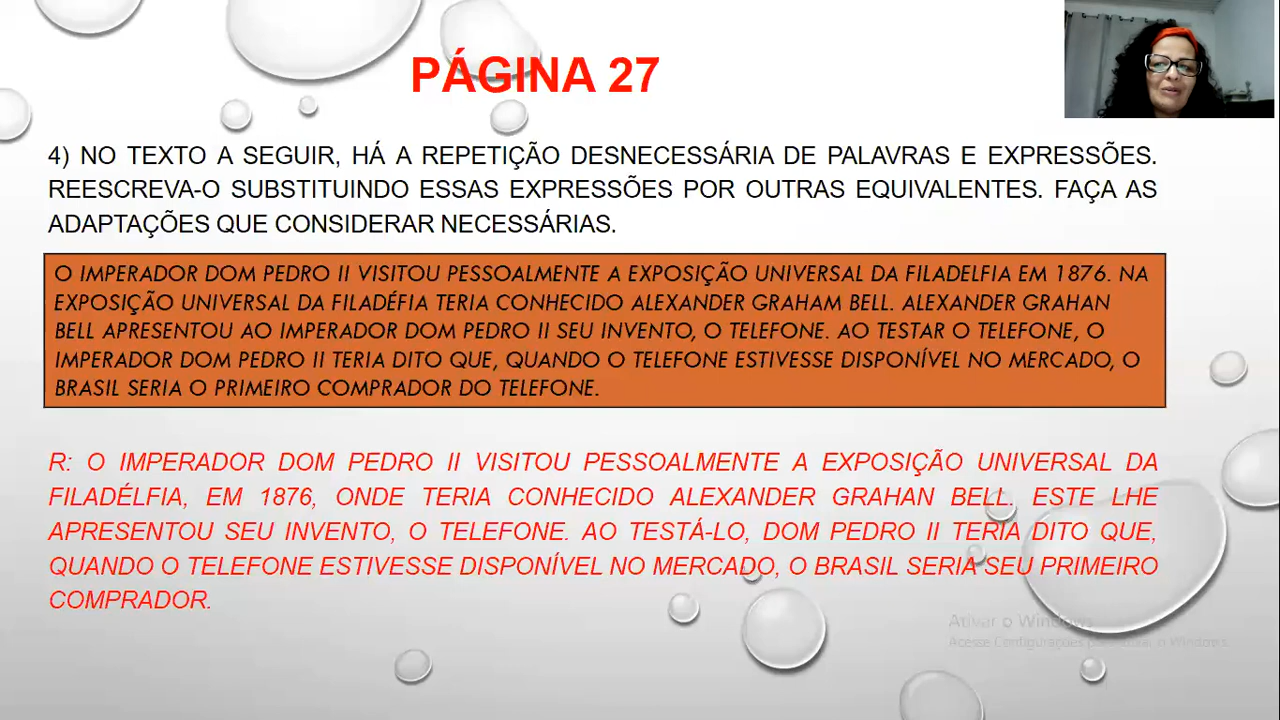 PÁGINA 27
4) NO TEXTO A SEGUIR, HÁ A REPETIÇÃO DESNECESSÁRIA DE PALAVRAS E EXPRESSÕES.
REESCREVA-O SUBSTITUINDO ESSAS EXPRESSÕES POR OUTRAS EQUIVALENTES. FAÇA AS
ADAPTAÇÕES QUE CONSIDERAR NECESSÁRIAS.
O IMPERADOR DOM PEDRO II VISITOU PESSOALMENTE A EXPOSIÇÃO UNIVERSAL DA FILADELFIA EM 1876. NA
EXPOSIÇÃO UNIVERSAL DA FILADÉFIA TERIA CONHECIDO ALEXANDER GRAHAM BELL. ALEXANDER GRAHAN
BELL APRESENTOU AO IMPERADOR DOM PEDRO II SEU INVENTO, O TELEFONE. AO TESTAR O TELEFONE, O
IMPERADOR DOM PEDRO II TERIA DITO QUE, QUANDO O TELEFONE ESTIVESSE DISPONÍVEL NO MERCADO, O
BRASIL SERIA O PRIMEIRO COMPRADOR DO TELEFONE.
R: O IMPERADOR DOM PEDRO II VISITOU PESSOALMENTE A EXPOSIÇÃO UNIVERSAL DA
FILADÉLFIA, EM 1876, ONDE TERIA CONHECIDO ALEXANDER GRAHAN BELL. ESTE LHE
APRESENTOU SEU INVENTO, O TELEFONE. AO TESTÁ-LO, DOM PEDRO II TERIA DITO QUE,
QUANDO O TELEFONE ESTIVESSE DISPONÍVEL NO MERCADO, O BRASIL SERIA SEU PRIMEIRO
COMPRADOR.
Ativar o Windows
Acesse Configurações para ativar o Windows.